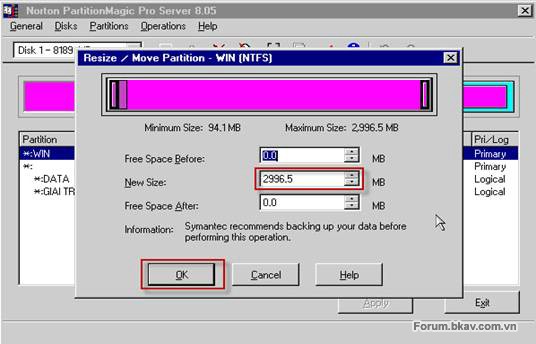 Norton PartitionMagic Pro Server 8.05
General Disks Partitions Operations Help
Disk 1 - 8189
Resize / Move Partition - WIN (NTFS)
Minimum Size: 94.1 MB Maximum Size: 2,996.5 MB
Partition Pri/Log
*:WIN Primary
*: Primary
*:DATA Logical
*:GIAI TR Logical
Free Space Before: 0.0 MB
New Size: 2996.5 MB
Free Space After: 0.0 MB
Information: Symantec recommends backing up your data before
performing this operation.
OK Cancel Help
Apply Exit
Forum.bkav.com.vn